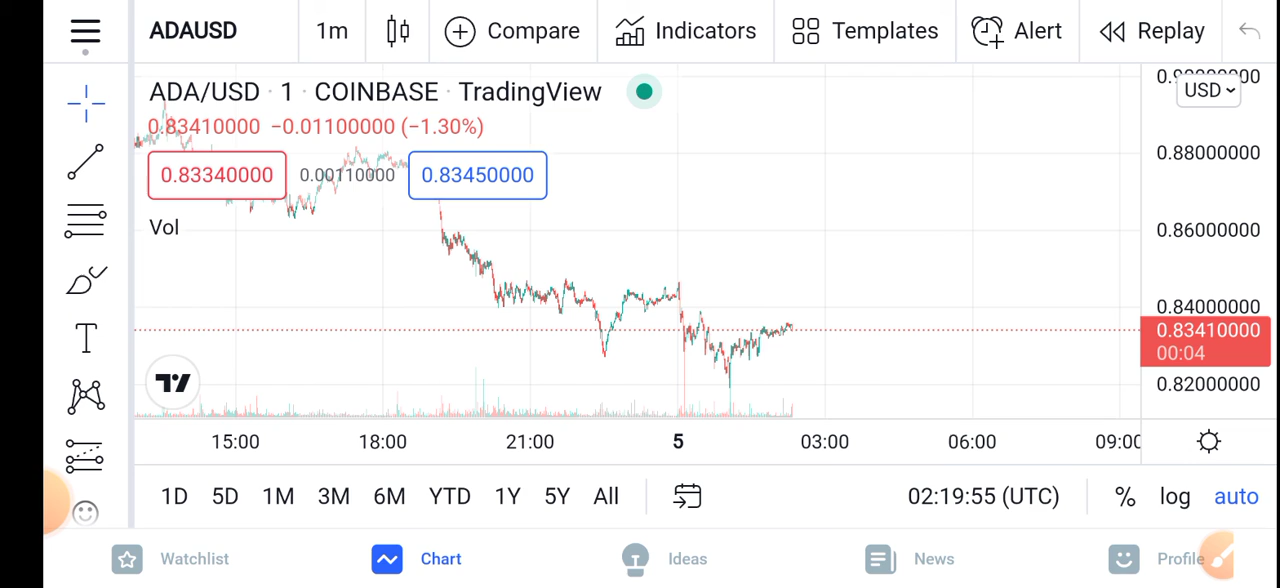 ADAUSD 1m Compare Indicators Templates Alert Replay
ADA/USD · 1 · COINBASE · TradingView
0.83410000 −0.01100000 (−1.30%)
0.83340000 0.00110000 0.83450000
Vol
USD
0.88000000
0.86000000
0.84000000
0.83410000
00:04
0.82000000
15:00 18:00 21:00 5 03:00 06:00 09:00
1D 5D 1M 3M 6M YTD 1Y 5Y All 02:19:55 (UTC) % log auto
Watchlist Chart Ideas News Profile